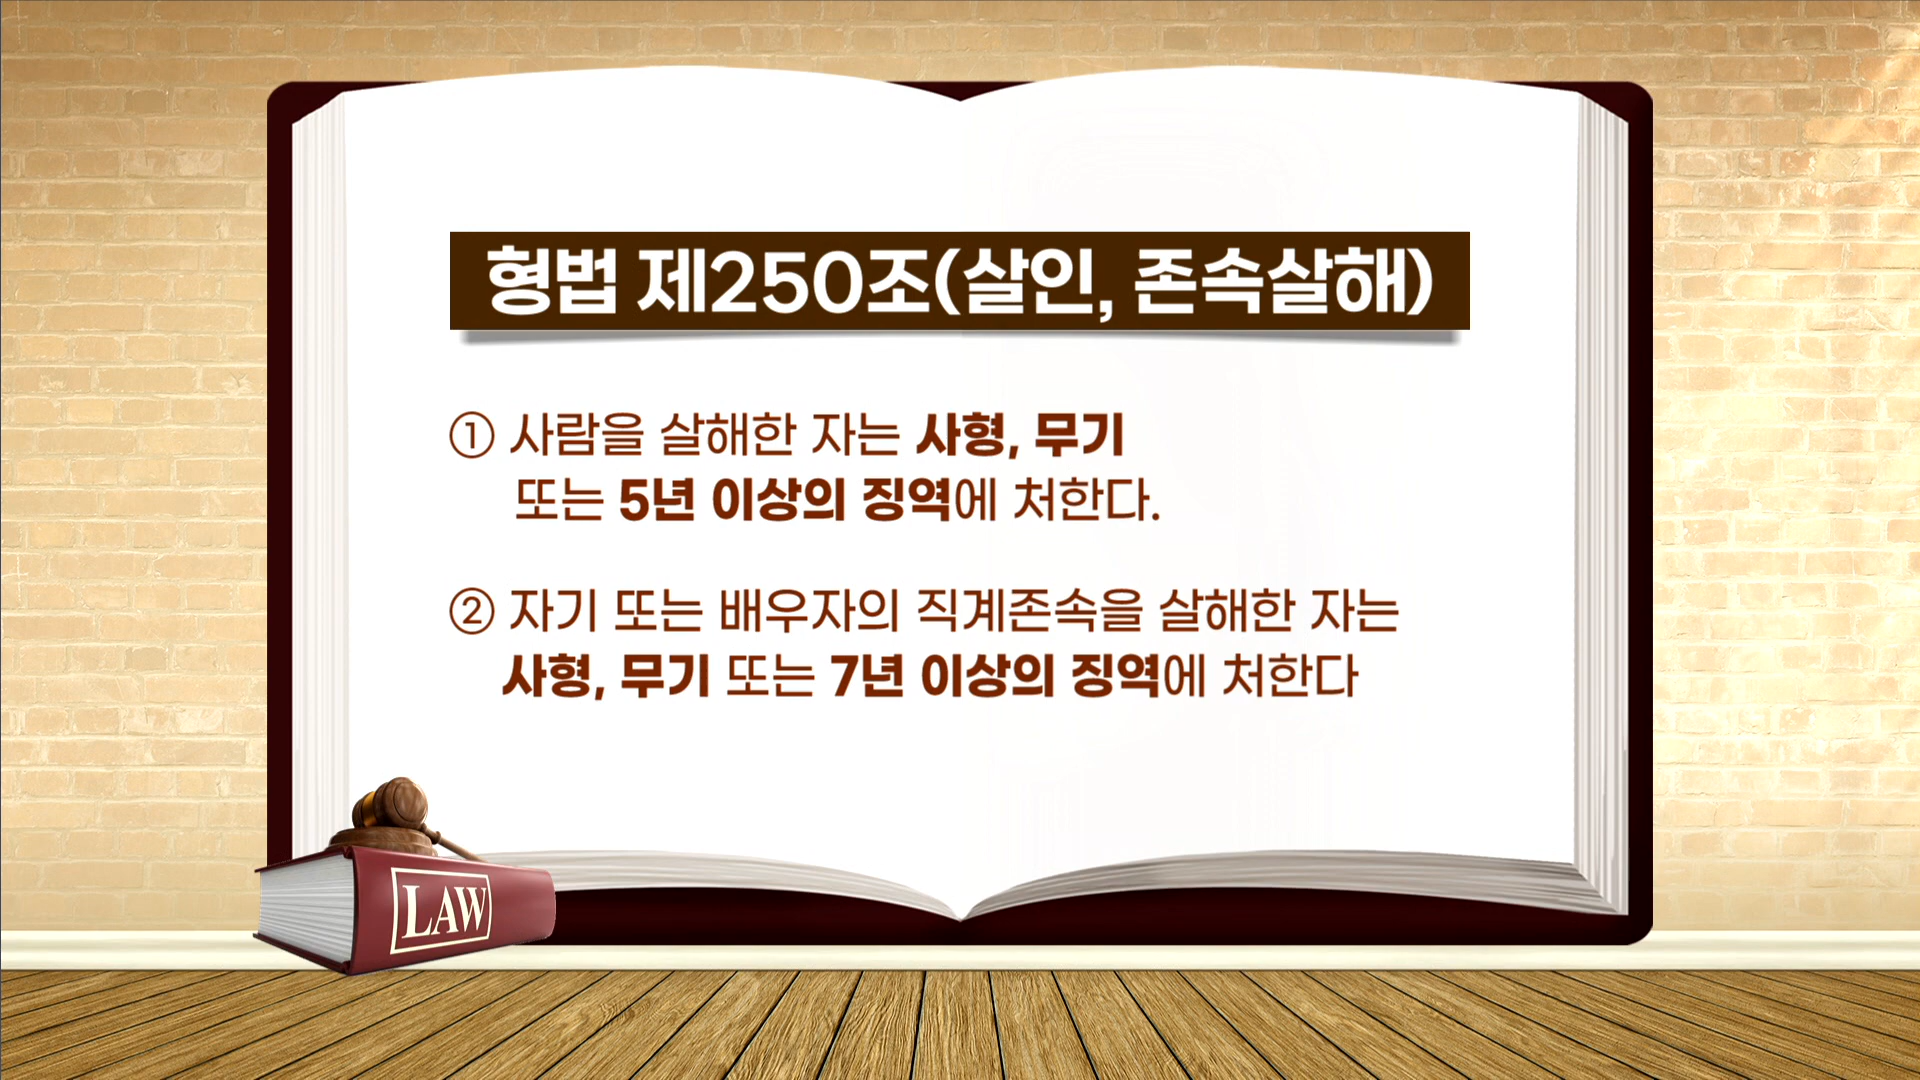 형법 제250조(살인, 존속살해)
① 사람을 살해한 자는 사형, 무기
또는 5년 이상의 징역에 처한다.
② 자기 또는 배우자의 직계존속을 살해한 자는
사형, 무기 또는 7년 이상의 징역에 처한다
LAW